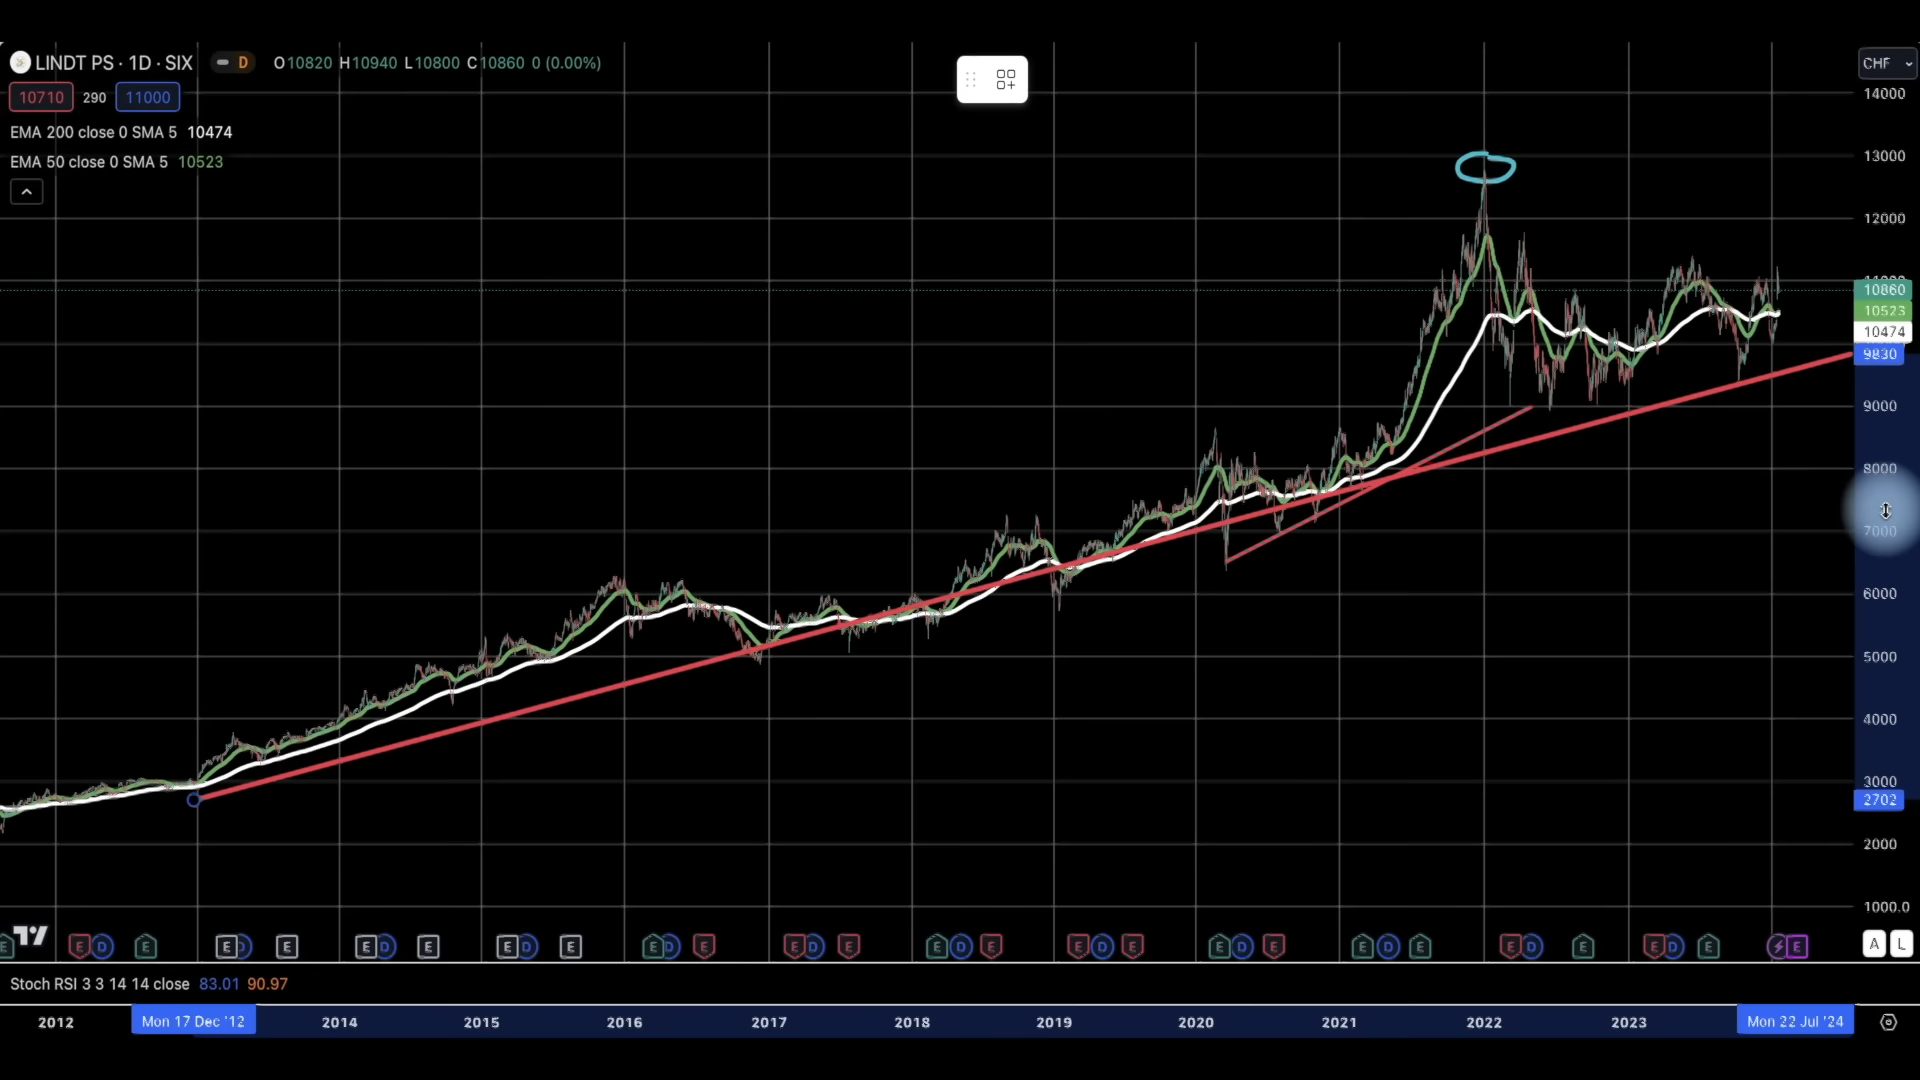 LINDT PS · 1D · SIX D O10820 H10940 L10800 C10860 0 (0.00%)
CHF
10710 290 11000
EMA 200 close 0 SMA 5 10474
EMA 50 close 0 SMA 5 10523
14000
13000
12000
10860
10523
10474
9830
9000
8000
7000
6000
5000
4000
3000
2702
2000
1000.0
E E D E E D E E D E E D E E D E E D E E D E E D E E D E E D E E D E E D E E
A L
Stoch RSI 3 3 14 14 close 83.01 90.97
2012 Mon 17 Dec '12 2014 2015 2016 2017 2018 2019 2020 2021 2022 2023 Mon 22 Jul '24